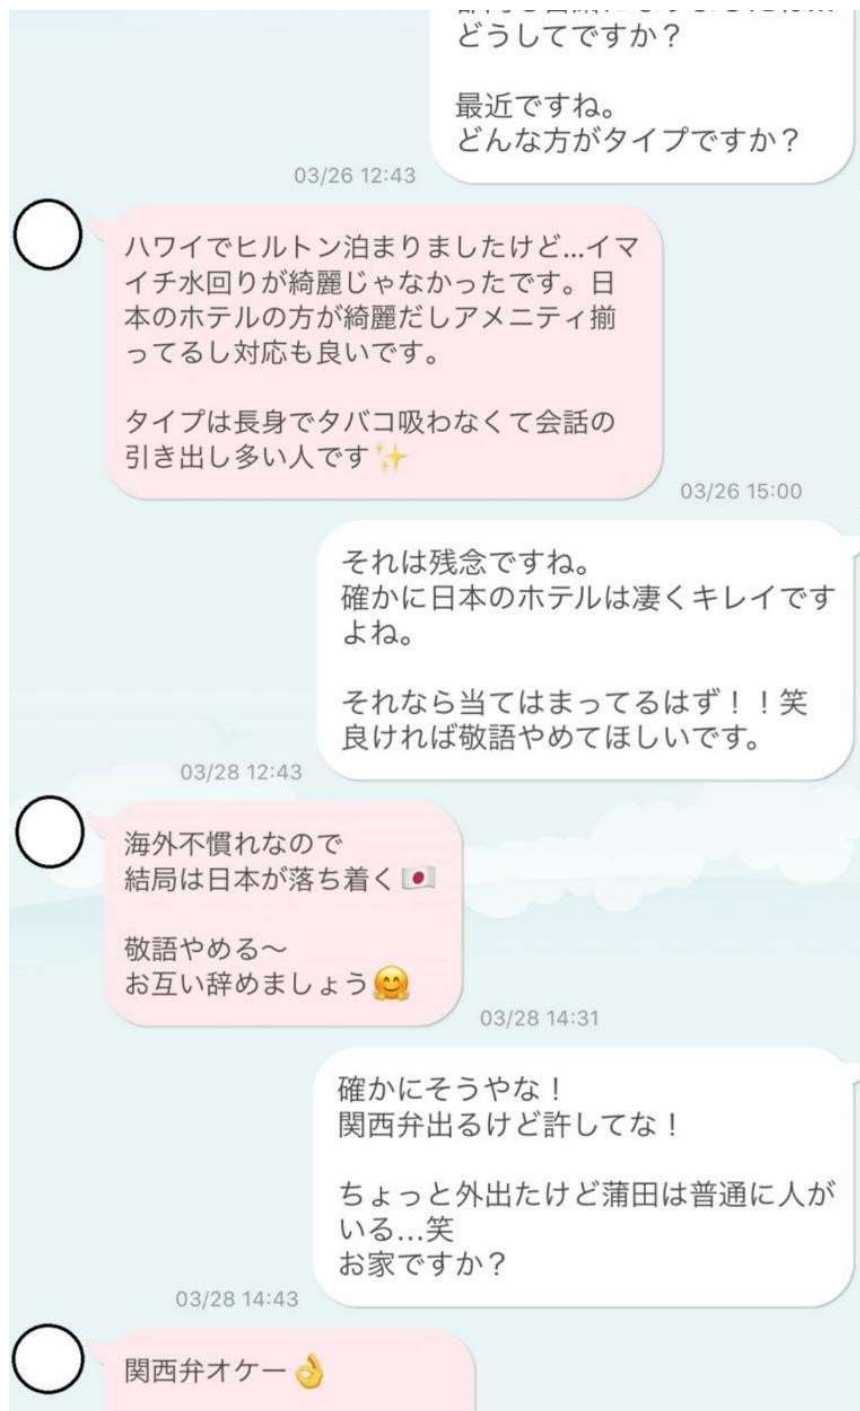 どうしてですか？
最近ですね。
どんな方がタイプですか？
03/26 12:43
ハワイでヒルトン泊まりましたけど...イマ
イチ水回りが綺麗じゃなかったです。日
本のホテルの方が綺麗だしアメニティ揃
ってるし対応も良いです。
タイプは長身でタバコ吸わなくて会話の
引き出し多い人です✨
03/26 15:00
それは残念ですね。
確かに日本のホテルは凄くキレイです
よね。
それなら当てはまってるはず！！笑
良ければ敬語やめてほしいです。
03/28 12:43
海外不慣れなので
結局は日本が落ち着く🇯🇵
敬語やめる〜
お互い辞めましょう🤗
03/28 14:31
確かにそうやな！
関西弁出るけど許してな！
ちょっと外出たけど蒲田は普通に人が
いる...笑
お家ですか？
03/28 14:43
関西弁オケー👌